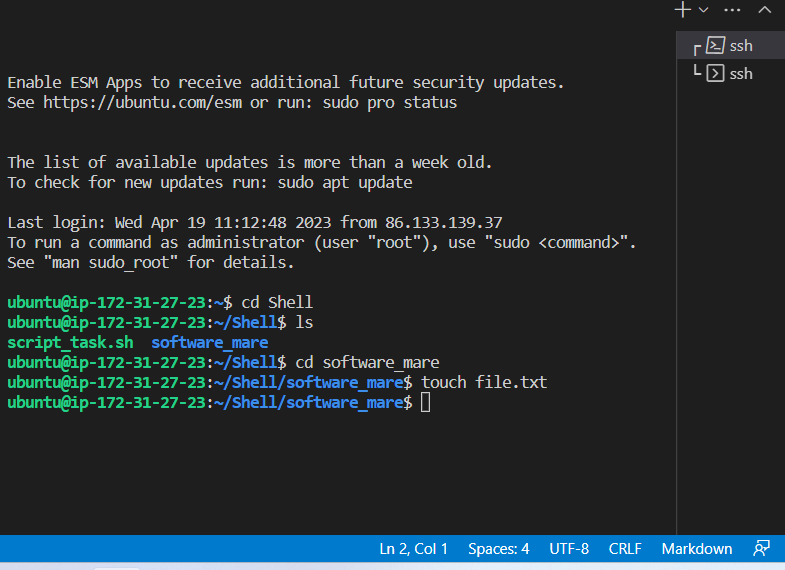 ssh
ssh
Enable ESM Apps to receive additional future security updates.
See https://ubuntu.com/esm or run: sudo pro status
The list of available updates is more than a week old.
To check for new updates run: sudo apt update
Last login: Wed Apr 19 11:12:48 2023 from 86.133.139.37
To run a command as administrator (user "root"), use "sudo <command>".
See "man sudo_root" for details.
ubuntu@ip-172-31-27-23:~$ cd Shell
ubuntu@ip-172-31-27-23:~/Shell$ ls
script_task.sh  software_mare
ubuntu@ip-172-31-27-23:~/Shell$ cd software_mare
ubuntu@ip-172-31-27-23:~/Shell/software_mare$ touch file.txt
ubuntu@ip-172-31-27-23:~/Shell/software_mare$
Ln 2, Col 1 Spaces: 4 UTF-8 CRLF Markdown